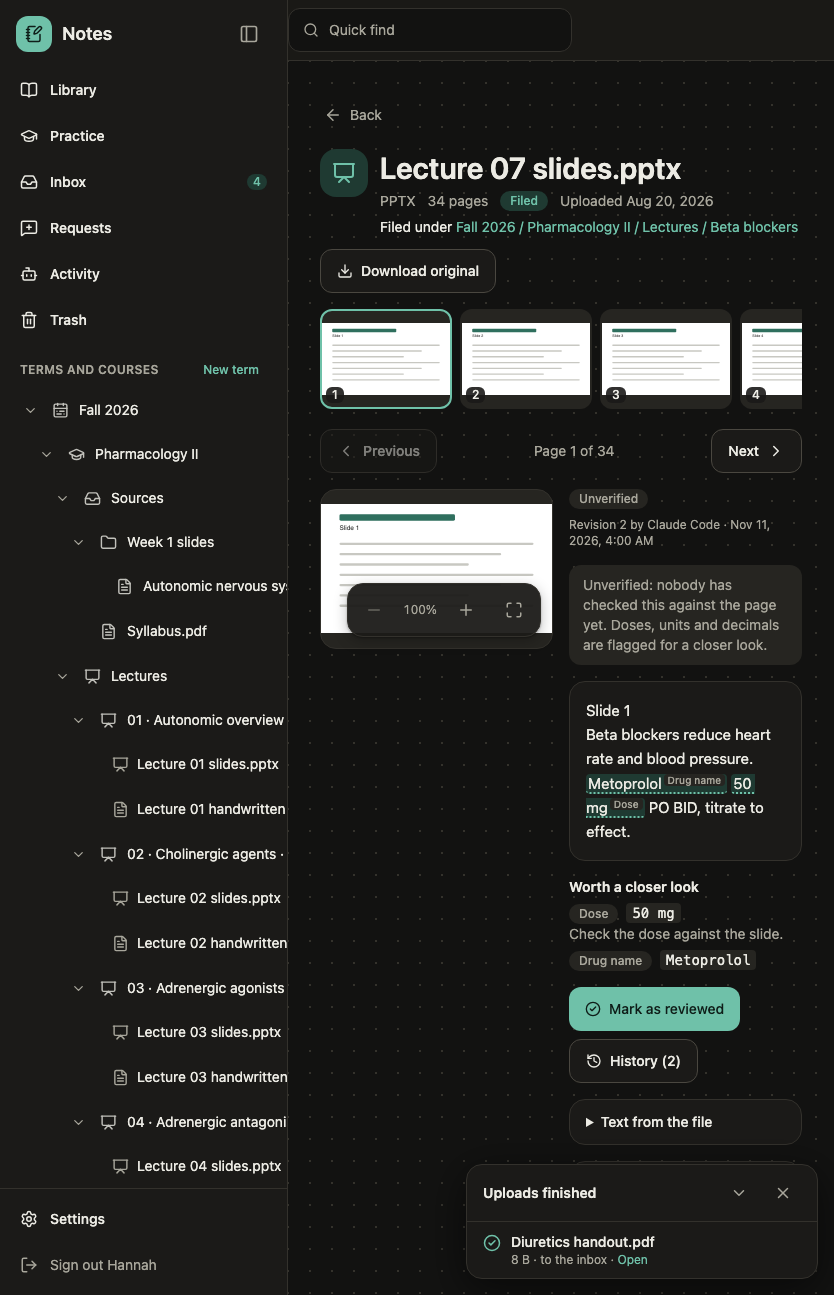 Notes
Quick find
Library
Practice
Inbox 4
Requests
Activity
Trash
TERMS AND COURSES New term
Fall 2026
Pharmacology II
Sources
Week 1 slides
Autonomic nervous sy
Syllabus.pdf
Lectures
01 · Autonomic overview
Lecture 01 slides.pptx
Lecture 01 handwritten
02 · Cholinergic agents ·
Lecture 02 slides.pptx
Lecture 02 handwritten
03 · Adrenergic agonists
Lecture 03 slides.pptx
Lecture 03 handwritten
04 · Adrenergic antagoni
Lecture 04 slides.pptx
Settings
Sign out Hannah
Back
Lecture 07 slides.pptx
PPTX 34 pages Filed Uploaded Aug 20, 2026
Filed under Fall 2026 / Pharmacology II / Lectures / Beta blockers
Download original
Slide 1
1
Slide 2
2
Slide 3
3
Slide 4
4
Previous
Page 1 of 34
Next
Slide 1
100%
Unverified
Revision 2 by Claude Code · Nov 11,
2026, 4:00 AM
Unverified: nobody has
checked this against the page
yet. Doses, units and decimals
are flagged for a closer look.
Slide 1
Beta blockers reduce heart
rate and blood pressure.
Metoprolol Drug name 50
mg Dose PO BID, titrate to
effect.
Worth a closer look
Dose 50 mg
Check the dose against the slide.
Drug name Metoprolol
Mark as reviewed
History (2)
Text from the file
Uploads finished
Diuretics handout.pdf
8 B · to the inbox · Open